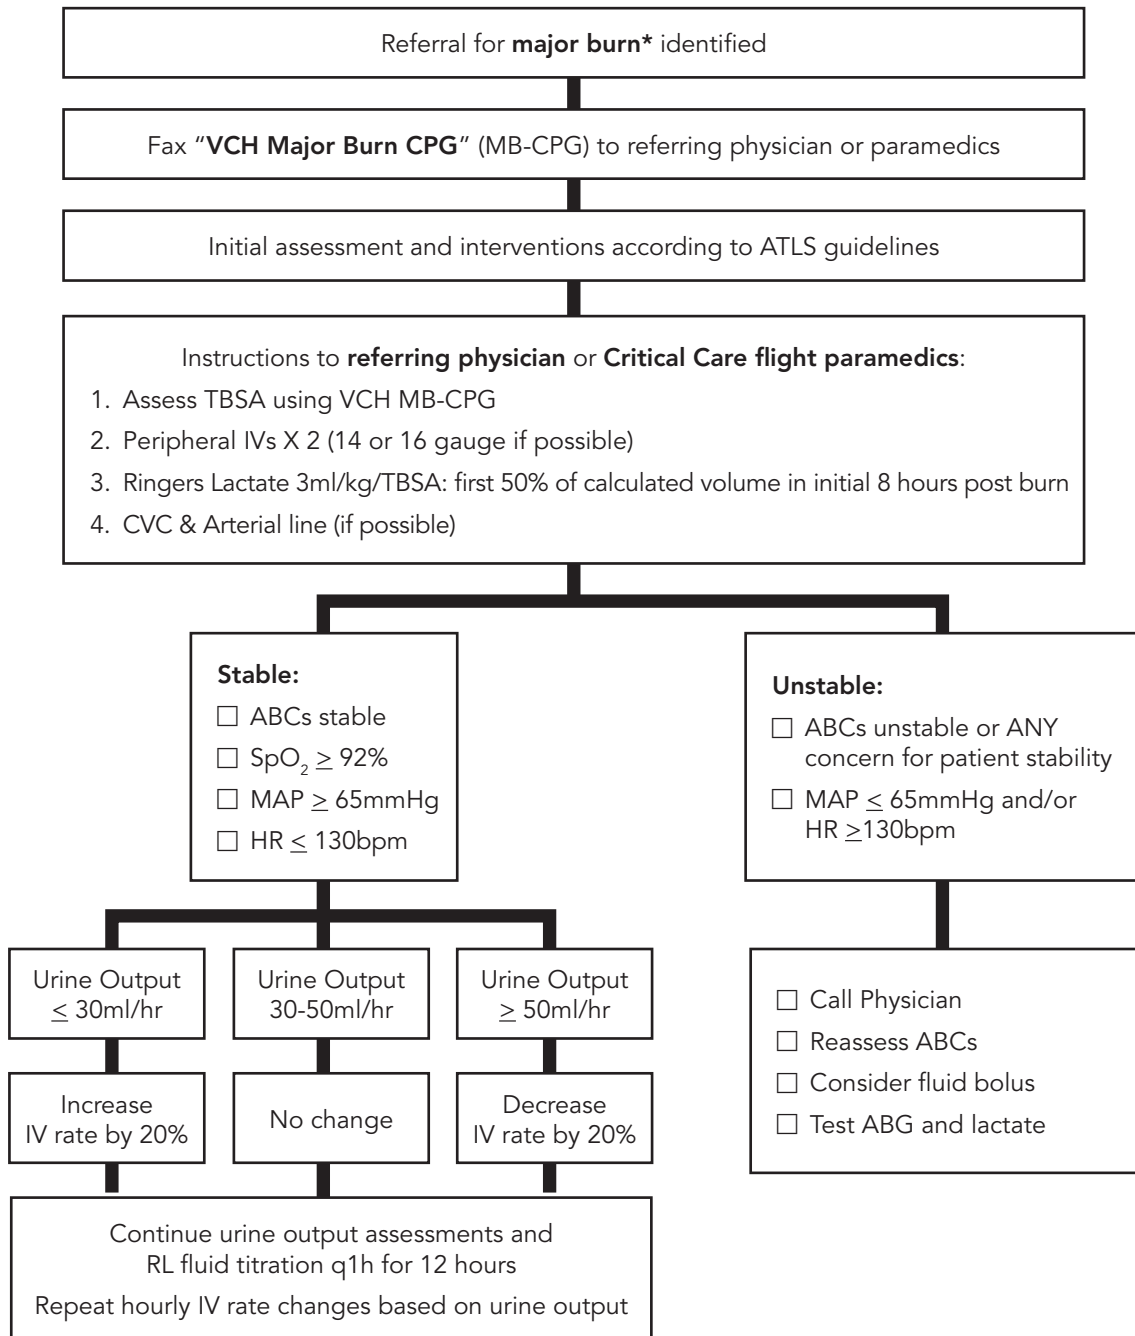 Referral for major burn* identified
Fax “VCH Major Burn CPG” (MB-CPG) to referring physician or paramedics
Initial assessment and interventions according to ATLS guidelines
Instructions to referring physician or Critical Care flight paramedics:
1. Assess TBSA using VCH MB-CPG
2. Peripheral IVs X 2 (14 or 16 gauge if possible)
3. Ringers Lactate 3ml/kg/TBSA: first 50% of calculated volume in initial 8 hours post burn
4. CVC & Arterial line (if possible)
Stable:
☐ ABCs stable
☐ SpO₂ ≥ 92%
☐ MAP ≥ 65mmHg
☐ HR ≤ 130bpm
Unstable:
☐ ABCs unstable or ANY
concern for patient stability
☐ MAP ≤ 65mmHg and/or
HR ≥130bpm
Urine Output
≤ 30ml/hr
Urine Output
30-50ml/hr
Urine Output
≥ 50ml/hr
Increase
IV rate by 20%
No change
Decrease
IV rate by 20%
☐ Call Physician
☐ Reassess ABCs
☐ Consider fluid bolus
☐ Test ABG and lactate
Continue urine output assessments and
RL fluid titration q1h for 12 hours
Repeat hourly IV rate changes based on urine output